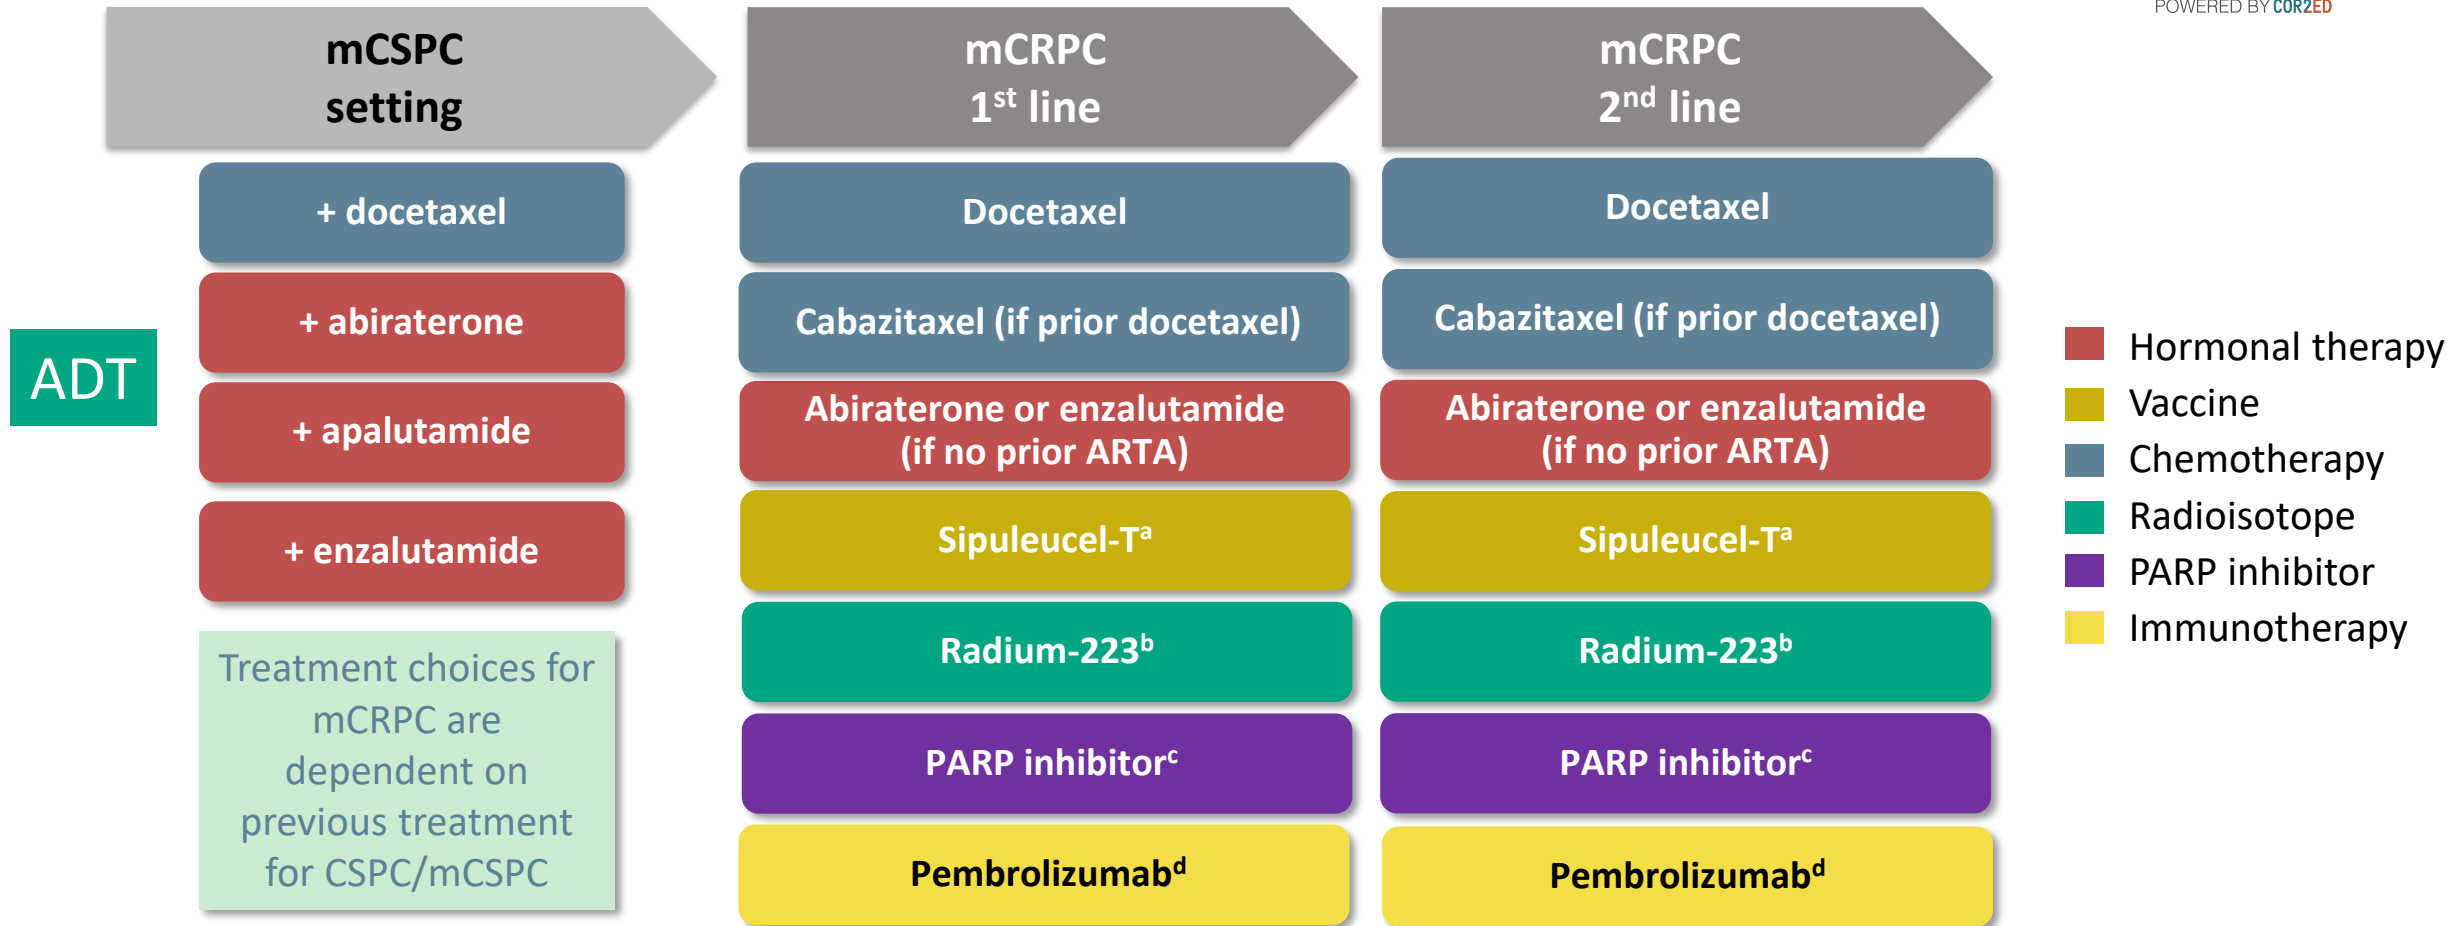 POWERED BY COR2ED
mCSPC
setting
mCRPC
1st line
mCRPC
2nd line
ADT
+ docetaxel
+ abiraterone
+ apalutamide
+ enzalutamide
Treatment choices for
mCRPC are
dependent on
previous treatment
for CSPC/mCSPC
Docetaxel
Cabazitaxel (if prior docetaxel)
Abiraterone or enzalutamide
(if no prior ARTA)
Sipuleucel-Tᵃ
Radium-223ᵇ
PARP inhibitorᶜ
Pembrolizumabᵈ
Docetaxel
Cabazitaxel (if prior docetaxel)
Abiraterone or enzalutamide
(if no prior ARTA)
Sipuleucel-Tᵃ
Radium-223ᵇ
PARP inhibitorᶜ
Pembrolizumabᵈ
Hormonal therapy
Vaccine
Chemotherapy
Radioisotope
PARP inhibitor
Immunotherapy